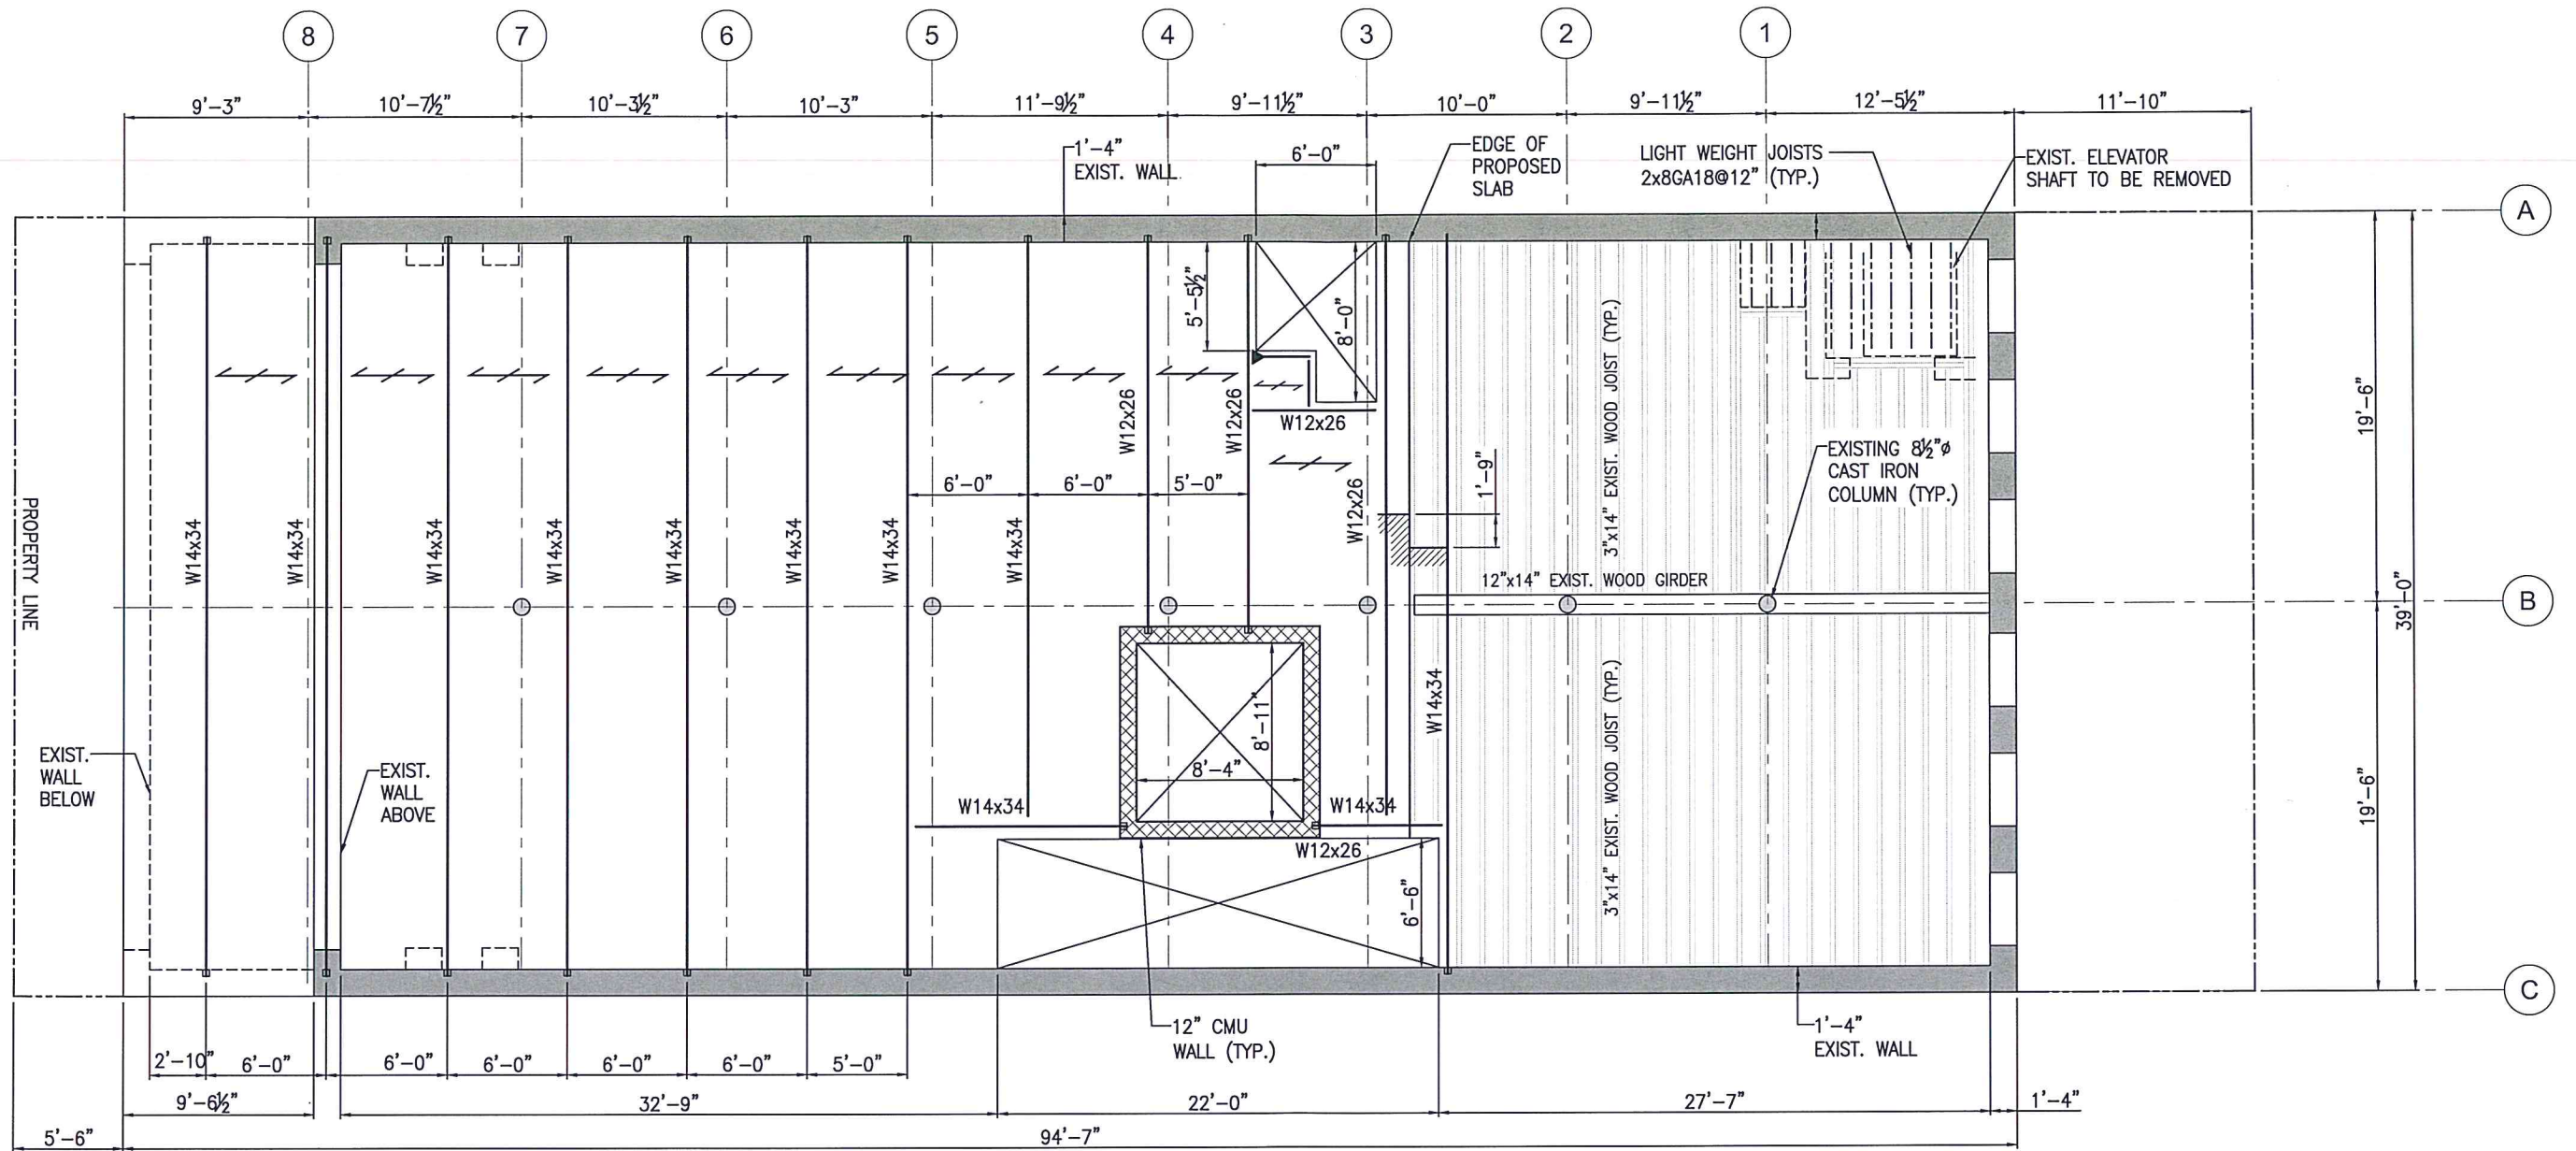 8
7
6
5
4
3
2
1
9'-3"
10'-7½"
10'-3½"
10'-3"
11'-9½"
9'-11½"
10'-0"
9'-11½"
12'-5½"
11'-10"
1'-4"
EXIST. WALL
6'-0"
EDGE OF
PROPOSED
SLAB
LIGHT WEIGHT JOISTS
2x8GA18@12" (TYP.)
EXIST. ELEVATOR
SHAFT TO BE REMOVED
A
5'-5½"
8'-0"
W12x26
W12x26
W12x26
3"x14" EXIST. WOOD JOIST (TYP.)
19'-6"
EXISTING 8½"ø
CAST IRON
COLUMN (TYP.)
6'-0"
6'-0"
5'-0"
W12x26
1'-9"
PROPERTY LINE
W14x34
W14x34
W14x34
W14x34
W14x34
W14x34
W14x34
W14x34
12"x14" EXIST. WOOD GIRDER
39'-0"
B
8'-11"
8'-4"
W14x34
3"x14" EXIST. WOOD JOIST (TYP.)
19'-6"
EXIST.
WALL
BELOW
EXIST.
WALL
ABOVE
W14x34
W14x34
W12x26
6'-6"
C
12" CMU
WALL (TYP.)
1'-4"
EXIST. WALL
2'-10"
6'-0"
6'-0"
6'-0"
6'-0"
6'-0"
5'-0"
9'-6½"
32'-9"
22'-0"
27'-7"
1'-4"
5'-6"
94'-7"